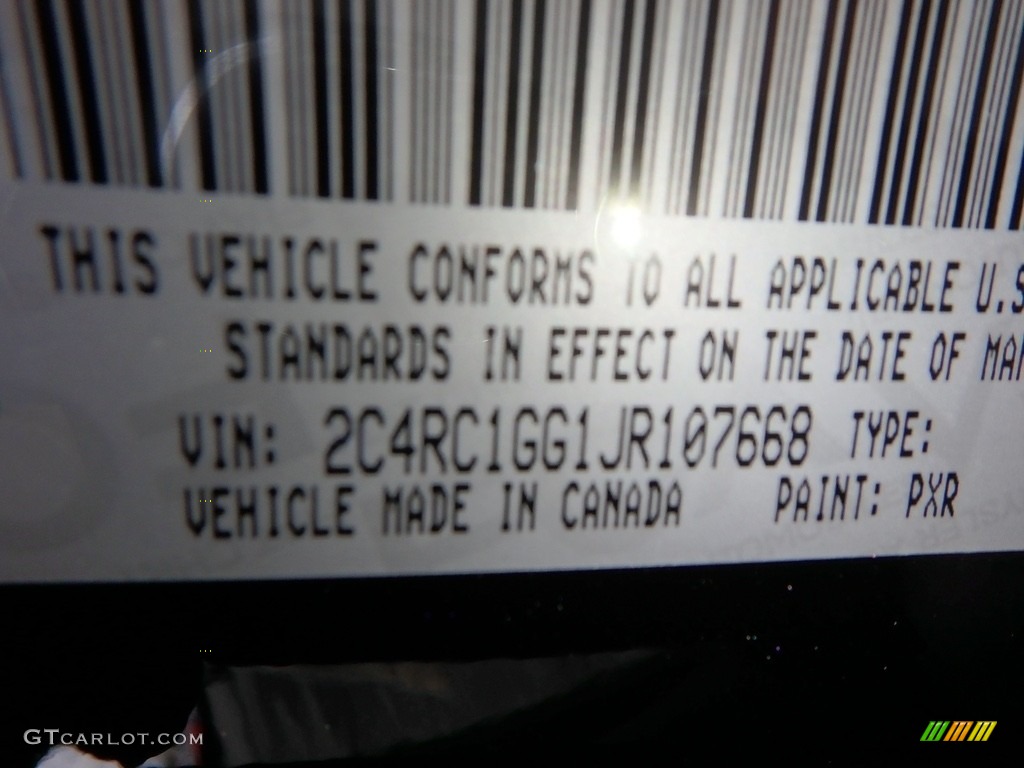 THIS VEHICLE CONFORMS TO ALL APPLICABLE U.S
STANDARDS IN EFFECT ON THE DATE OF MAN
VIN: 2C4RC1GG1JR107668 TYPE:
VEHICLE MADE IN CANADA PAINT: PXR
GTCARLOT.COM